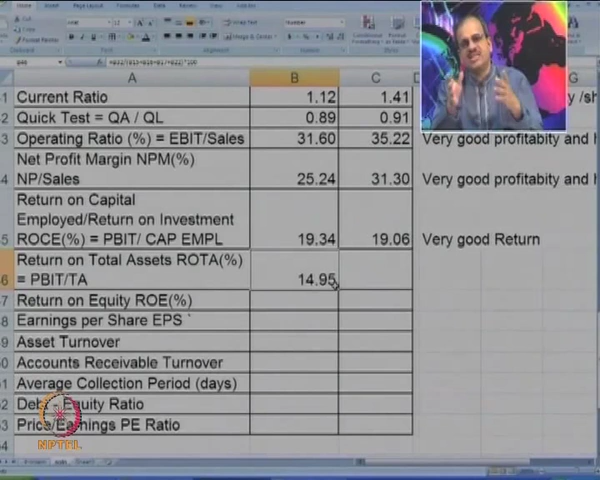 A B C G
Current Ratio 1.12 1.41
Quick Test = QA / QL 0.89 0.91
Operating Ratio (%) = EBIT/Sales 31.60 35.22 Very good profitabity and h
Net Profit Margin NPM(%)
NP/Sales 25.24 31.30 Very good profitabity and h
Return on Capital
Employed/Return on Investment
ROCE(%) = PBIT/ CAP EMPL 19.34 19.06 Very good Return
Return on Total Assets ROTA(%)
= PBIT/TA 14.95
Return on Equity ROE(%)
Earnings per Share EPS `
Asset Turnover
Accounts Receivable Turnover
Average Collection Period (days)
Debt - Equity Ratio
Price/Earnings PE Ratio
NPTEL